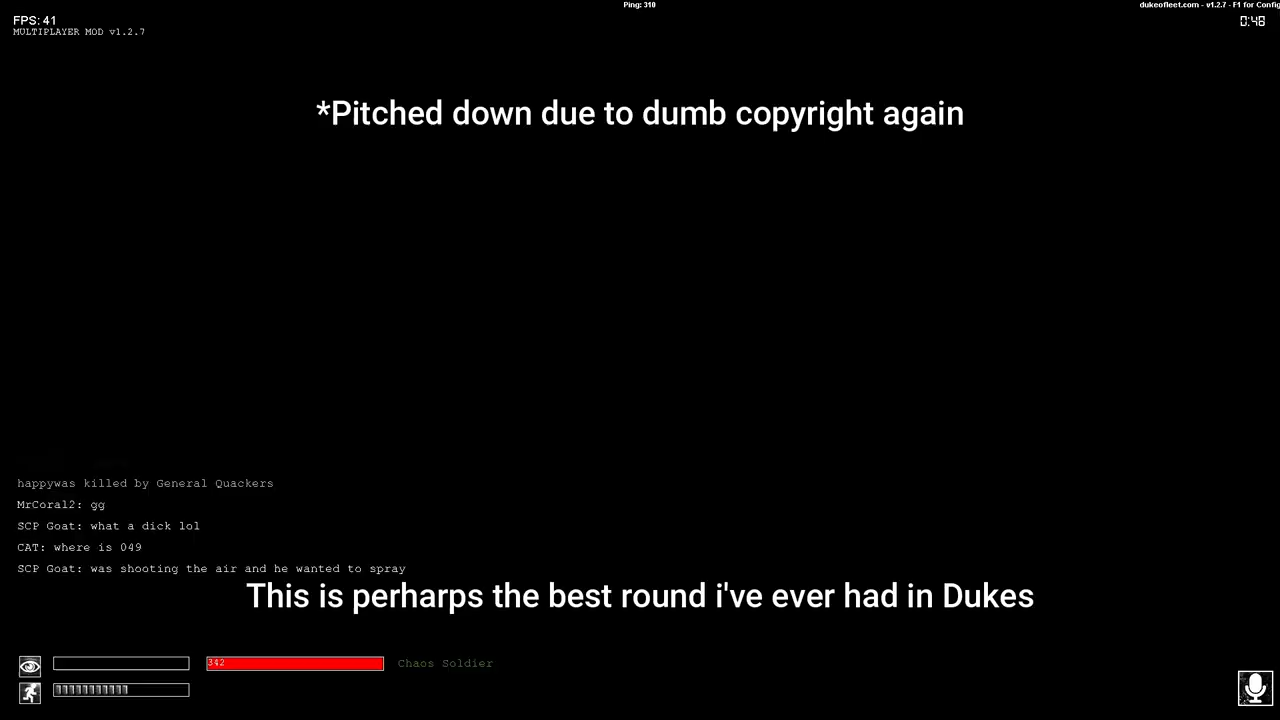 Ping: 310
dukeofleet.com - v1.2.7 - F1 for Config
FPS: 41
0:48
MULTIPLAYER MOD v1.2.7
*Pitched down due to dumb copyright again
happywas killed by General Quackers
MrCoral2: gg
SCP Goat: what a dick lol
CAT: where is 049
SCP Goat: was shooting the air and he wanted to spray
This is perharps the best round i've ever had in Dukes
342
Chaos Soldier